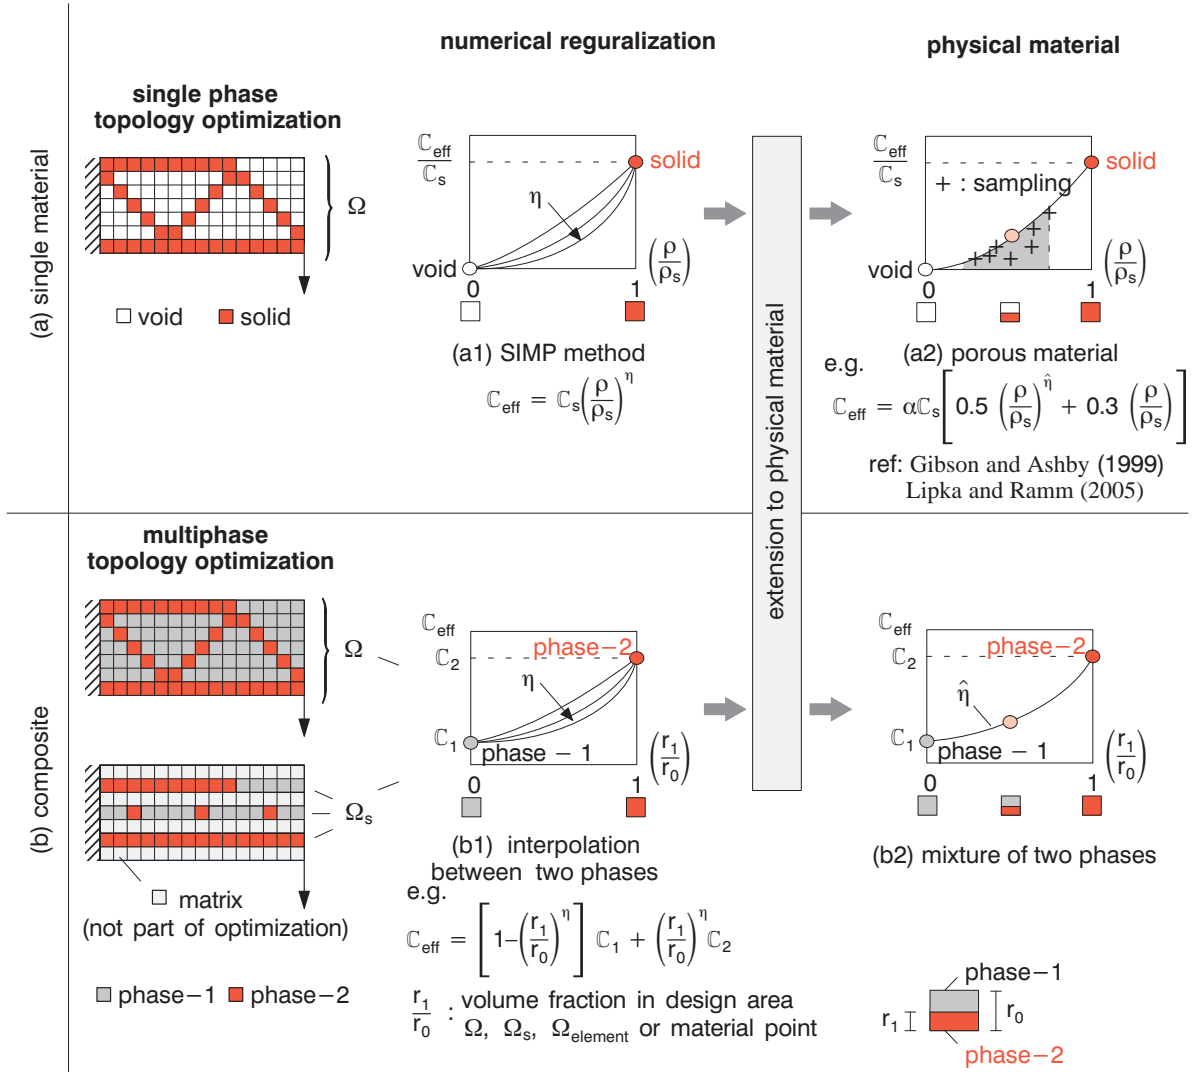 numerical reguralization
physical material
single phase
topology optimization
(a) single material
Ω
void
solid
ℂeff
ℂs
solid
η
void
(ρ/ρs)
0
1
(a1) SIMP method
ℂeff = ℂs(ρ/ρs)^η
extension to physical material
ℂeff
ℂs
solid
+ : sampling
void
(ρ/ρs)
0
1
(a2) porous material
e.g.
ℂeff = αℂs[0.5 (ρ/ρs)^η̂ + 0.3 (ρ/ρs)]
ref: Gibson and Ashby (1999)
Lipka and Ramm (2005)
multiphase
topology optimization
(b) composite
Ω
Ωs
matrix
(not part of optimization)
phase−1
phase−2
ℂeff
ℂ2
phase−2
η
ℂ1
phase − 1
(r1/r0)
0
1
(b1) interpolation
between two phases
e.g.
ℂeff = [1−(r1/r0)^η] ℂ1 + (r1/r0)^η ℂ2
r1/r0 : volume fraction in design area
Ω, Ωs, Ωelement or material point
ℂeff
ℂ2
phase−2
η̂
ℂ1
phase − 1
(r1/r0)
0
1
(b2) mixture of two phases
phase−1
r1
r0
phase−2